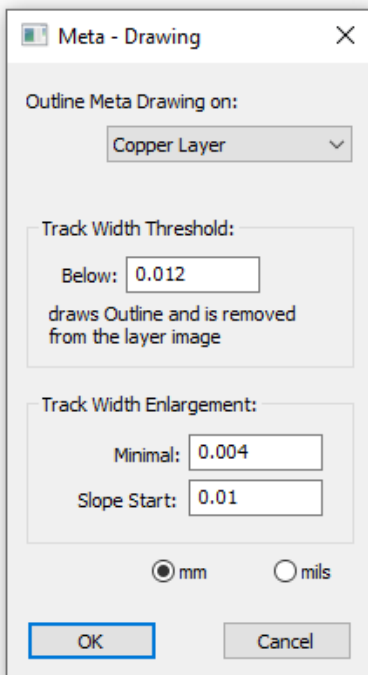 Meta - Drawing
Outline Meta Drawing on:
Copper Layer
Track Width Threshold:
Below: 0.012
draws Outline and is removed
from the layer image
Track Width Enlargement:
Minimal: 0.004
Slope Start: 0.01
mm mils
OK Cancel